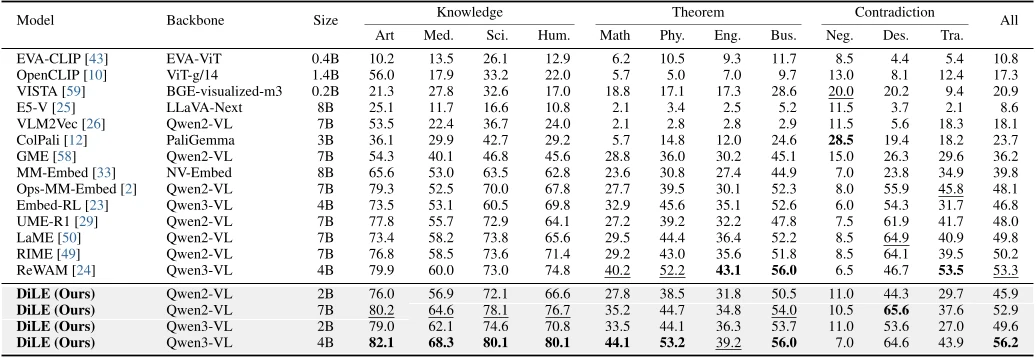 Model Backbone Size Knowledge Theorem Contradiction All
Art Med. Sci. Hum. Math Phy. Eng. Bus. Neg. Des. Tra.
EVA-CLIP [43] EVA-ViT 0.4B 10.2 13.5 26.1 12.9 6.2 10.5 9.3 11.7 8.5 4.4 5.4 10.8
OpenCLIP [10] ViT-g/14 1.4B 56.0 17.9 33.2 22.0 5.7 5.0 7.0 9.7 13.0 8.1 12.4 17.3
VISTA [59] BGE-visualized-m3 0.2B 21.3 27.8 32.6 17.0 18.8 17.1 17.3 28.6 20.0 20.2 9.4 20.9
E5-V [25] LLaVA-Next 8B 25.1 11.7 16.6 10.8 2.1 3.4 2.5 5.2 11.5 3.7 2.1 8.6
VLM2Vec [26] Qwen2-VL 7B 53.5 22.4 36.7 24.0 2.1 2.8 2.8 2.9 11.5 5.6 18.3 18.1
ColPali [12] PaliGemma 3B 36.1 29.9 42.7 29.2 5.7 14.8 12.0 24.6 28.5 19.4 18.2 23.7
GME [58] Qwen2-VL 7B 54.3 40.1 46.8 45.6 28.8 36.0 30.2 45.1 15.0 26.3 29.6 36.2
MM-Embed [33] NV-Embed 8B 65.6 53.0 63.5 62.8 23.6 30.8 27.4 44.9 7.0 23.8 34.9 39.8
Ops-MM-Embed [2] Qwen2-VL 7B 79.3 52.5 70.0 67.8 27.7 39.5 30.1 52.3 8.0 55.9 45.8 48.1
Embed-RL [23] Qwen3-VL 4B 73.5 53.1 60.5 69.8 32.9 45.6 35.1 52.6 6.0 54.3 31.7 46.8
UME-R1 [29] Qwen2-VL 7B 77.8 55.7 72.9 64.1 27.2 39.2 32.2 47.8 7.5 61.9 41.7 48.0
LaME [50] Qwen2-VL 7B 73.4 58.2 73.8 65.6 29.5 44.4 36.4 52.2 8.5 64.9 40.9 49.8
RIME [49] Qwen2-VL 7B 76.8 58.5 73.6 71.4 29.2 43.0 35.6 51.8 8.5 64.1 39.5 50.2
ReWAM [24] Qwen3-VL 4B 79.9 60.0 73.0 74.8 40.2 52.2 43.1 56.0 6.5 46.7 53.5 53.3
DiLE (Ours) Qwen2-VL 2B 76.0 56.9 72.1 66.6 27.8 38.5 31.8 50.5 11.0 44.3 29.7 45.9
DiLE (Ours) Qwen2-VL 7B 80.2 64.6 78.1 76.7 35.2 44.7 34.8 54.0 10.5 65.6 37.6 52.9
DiLE (Ours) Qwen3-VL 2B 79.0 62.1 74.6 70.8 33.5 44.1 36.3 53.7 11.0 53.6 27.0 49.6
DiLE (Ours) Qwen3-VL 4B 82.1 68.3 80.1 80.1 44.1 53.2 39.2 56.0 7.0 64.6 43.9 56.2